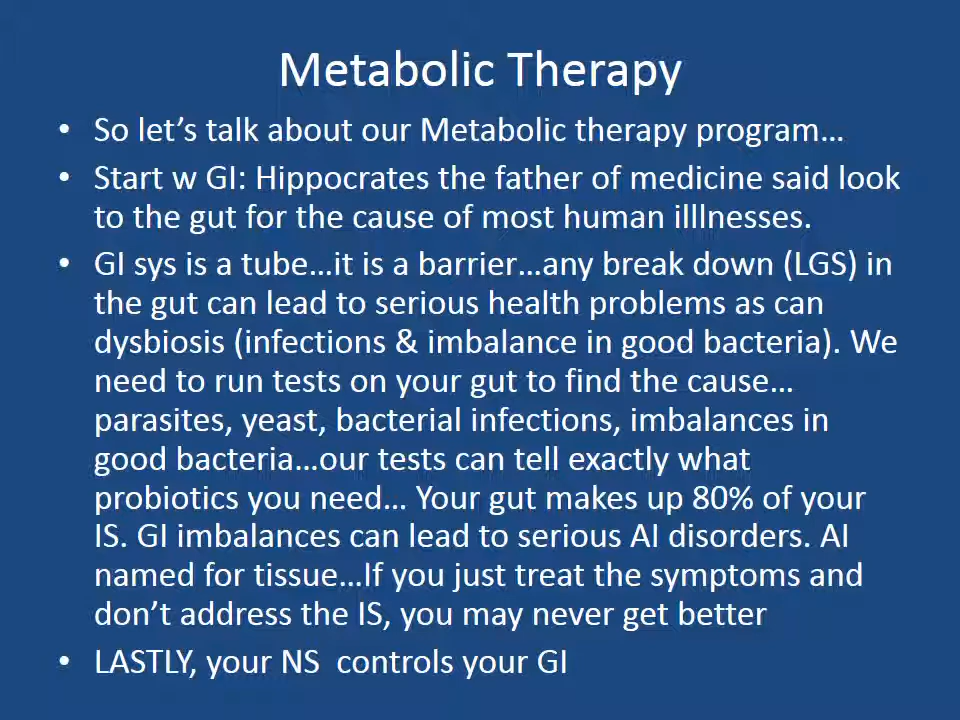 Metabolic Therapy
• So let’s talk about our Metabolic therapy program…
• Start w GI: Hippocrates the father of medicine said look
to the gut for the cause of most human illlnesses.
• GI sys is a tube…it is a barrier…any break down (LGS) in
the gut can lead to serious health problems as can
dysbiosis (infections & imbalance in good bacteria). We
need to run tests on your gut to find the cause…
parasites, yeast, bacterial infections, imbalances in
good bacteria…our tests can tell exactly what
probiotics you need… Your gut makes up 80% of your
IS. GI imbalances can lead to serious AI disorders. AI
named for tissue…If you just treat the symptoms and
don’t address the IS, you may never get better
• LASTLY, your NS  controls your GI